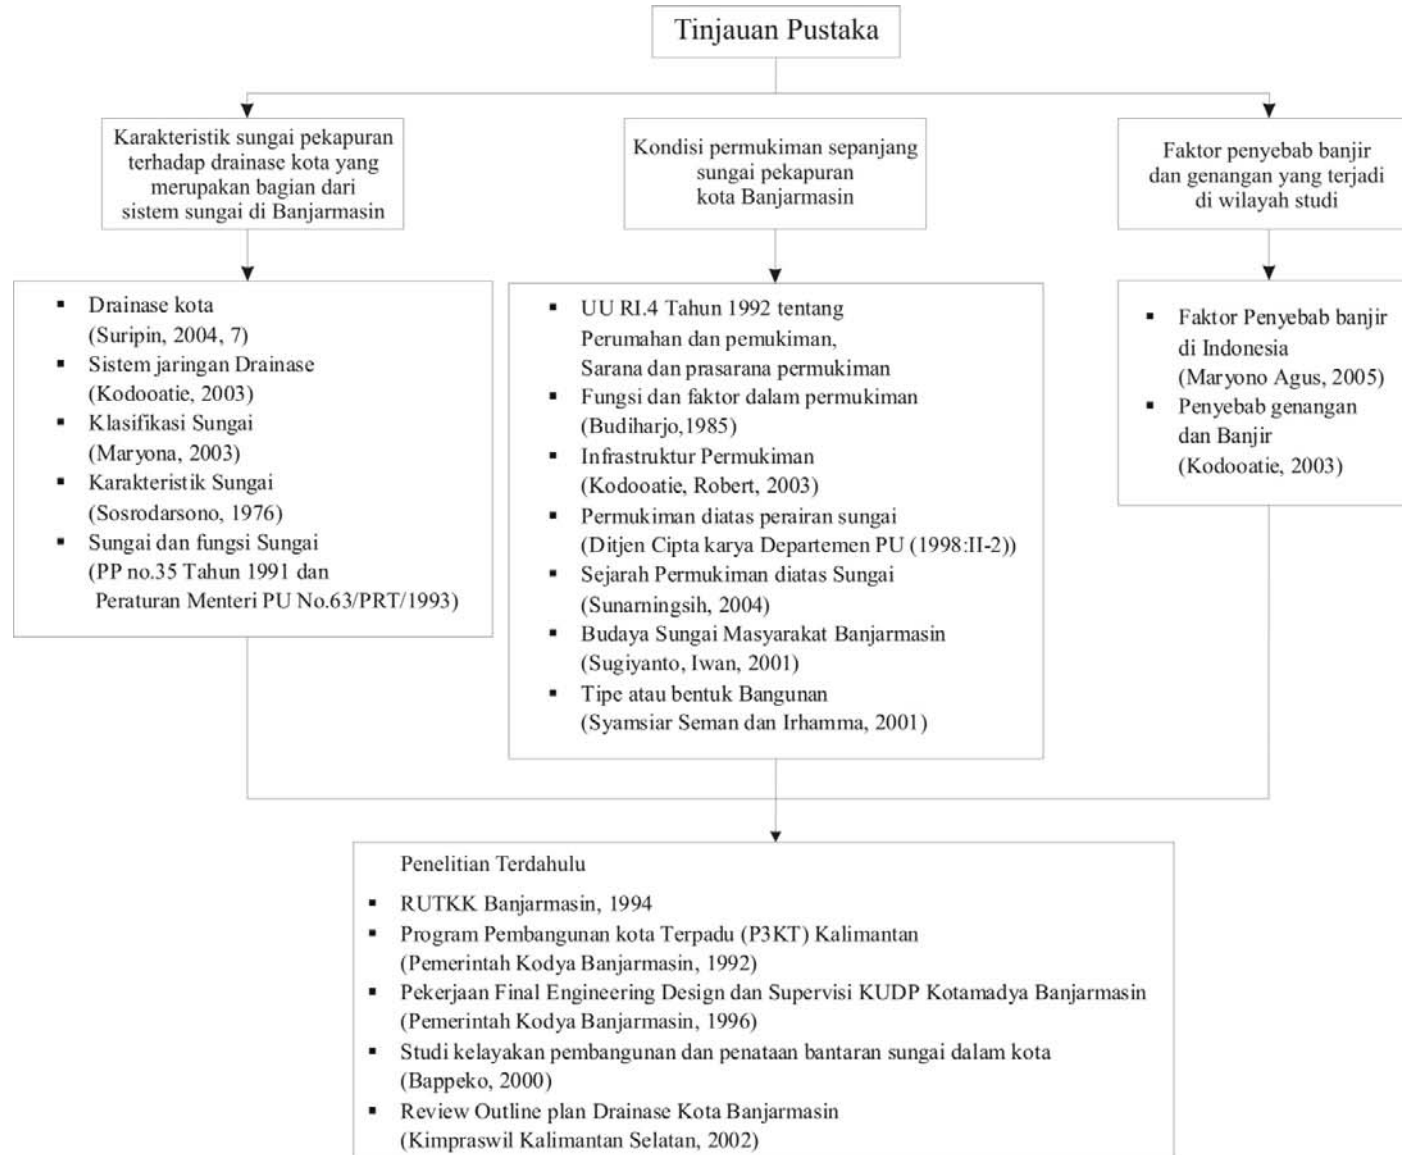 Tinjauan Pustaka
Karakteristik sungai pekapuran
terhadap drainase kota yang
merupakan bagian dari
sistem sungai di Banjarmasin
Kondisi permukiman sepanjang
sungai pekapuran
kota Banjarmasin
Faktor penyebab banjir
dan genangan yang terjadi
di wilayah studi
▪ Drainase kota
(Suripin, 2004, 7)
▪ Sistem jaringan Drainase
(Kodooatie, 2003)
▪ Klasifikasi Sungai
(Maryona, 2003)
▪ Karakteristik Sungai
(Sosrodarsono, 1976)
▪ Sungai dan fungsi Sungai
(PP no.35 Tahun 1991 dan
Peraturan Menteri PU No.63/PRT/1993)
▪ UU RI.4 Tahun 1992 tentang
Perumahan dan pemukiman,
Sarana dan prasarana permukiman
▪ Fungsi dan faktor dalam permukiman
(Budiharjo,1985)
▪ Infrastruktur Permukiman
(Kodooatie, Robert, 2003)
▪ Permukiman diatas perairan sungai
(Ditjen Cipta karya Departemen PU (1998:II-2))
▪ Sejarah Permukiman diatas Sungai
(Sunarningsih, 2004)
▪ Budaya Sungai Masyarakat Banjarmasin
(Sugiyanto, Iwan, 2001)
▪ Tipe atau bentuk Bangunan
(Syamsiar Seman dan Irhamma, 2001)
▪ Faktor Penyebab banjir
di Indonesia
(Maryono Agus, 2005)
▪ Penyebab genangan
dan Banjir
(Kodooatie, 2003)
Penelitian Terdahulu
▪ RUTKK Banjarmasin, 1994
▪ Program Pembangunan kota Terpadu (P3KT) Kalimantan
(Pemerintah Kodya Banjarmasin, 1992)
▪ Pekerjaan Final Engineering Design dan Supervisi KUDP Kotamadya Banjarmasin
(Pemerintah Kodya Banjarmasin, 1996)
▪ Studi kelayakan pembangunan dan penataan bantaran sungai dalam kota
(Bappeko, 2000)
▪ Review Outline plan Drainase Kota Banjarmasin
(Kimpraswil Kalimantan Selatan, 2002)